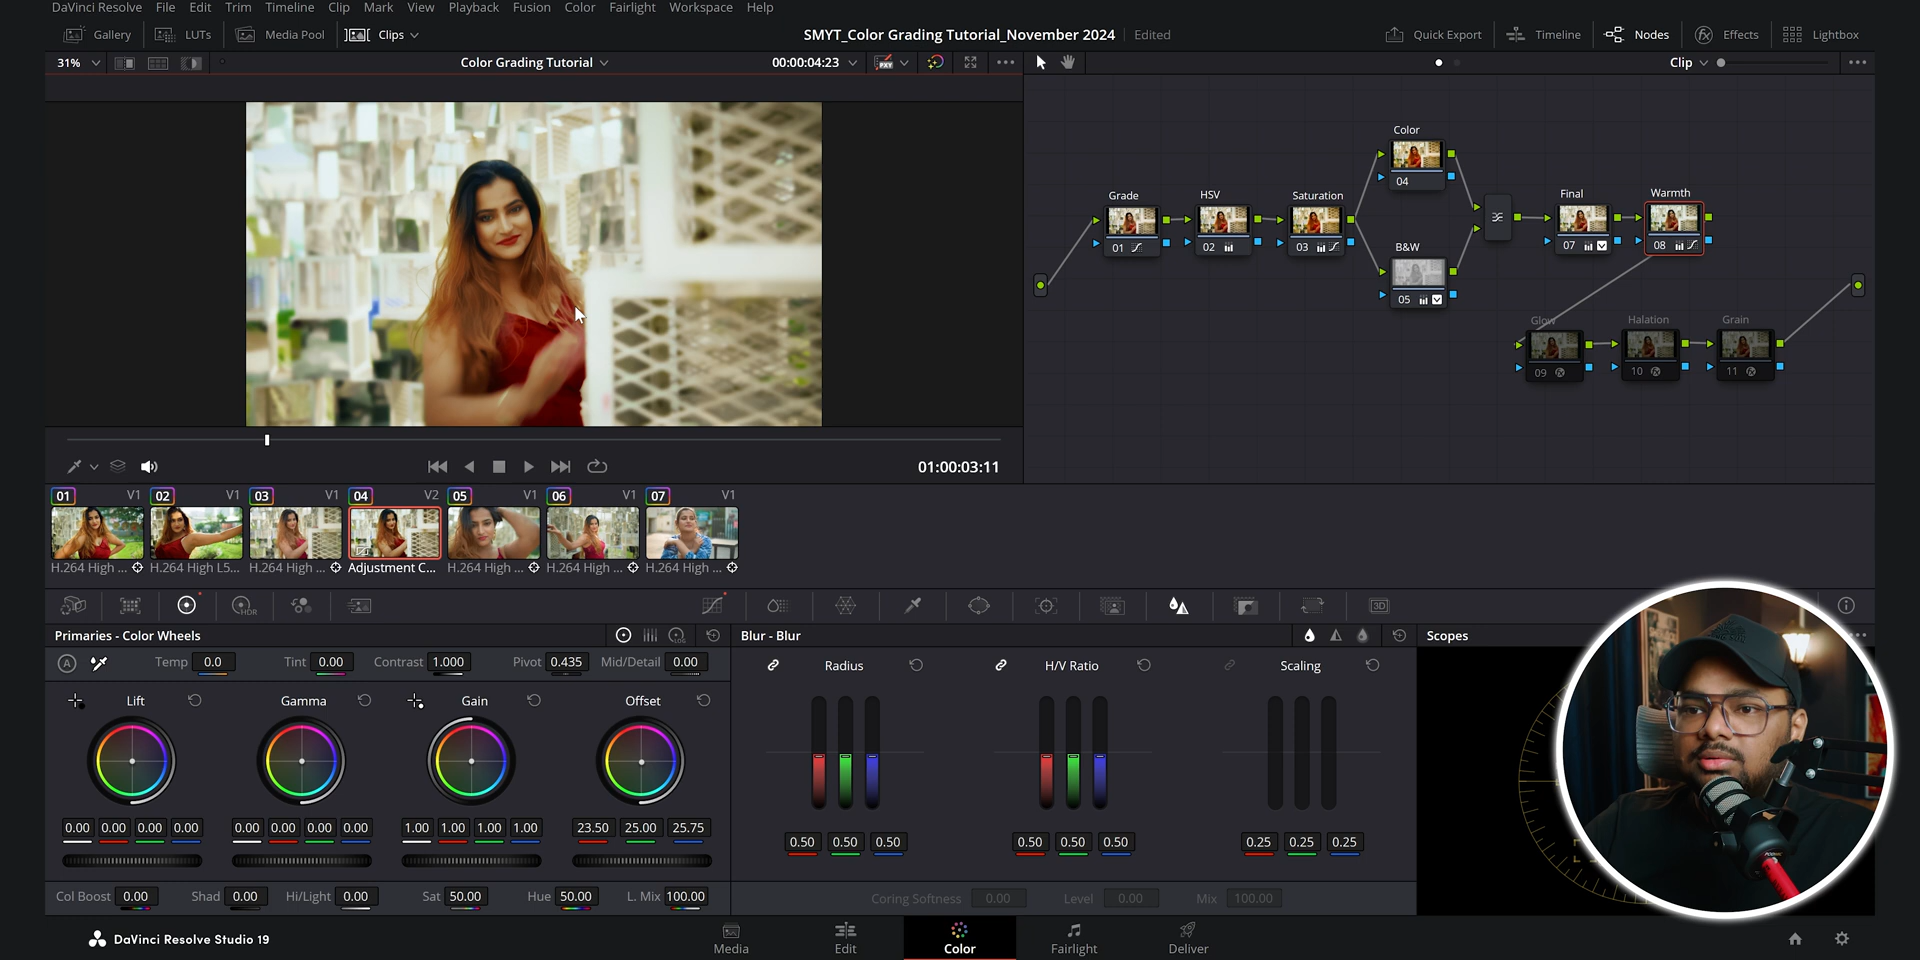 DaVinci Resolve File Edit Trim Timeline Clip Mark View Playback Fusion Color Fairlight Workspace Help
Gallery LUTs Media Pool Clips SMYT_Color Grading Tutorial_November 2024 Edited Quick Export Timeline Nodes Effects Lightbox
31% Color Grading Tutorial 00:00:04:23 Clip
Color
04
Grade HSV Saturation Final Warmth
01 02 03 07 08
B&W
05
Glow Halation Grain
09 10 11
01:00:03:11
01 V1 02 V1 03 V1 04 V2 05 V1 06 V1 07 V1
H.264 High ... H.264 High L5... H.264 High ... Adjustment C... H.264 High ... H.264 High ... H.264 High ...
HDR 3D
Primaries - Color Wheels LOG Blur - Blur Scopes
A Temp 0.0 Tint 0.00 Contrast 1.000 Pivot 0.435 Mid/Detail 0.00 Radius H/V Ratio Scaling
Lift Gamma Gain Offset
0.00 0.00 0.00 0.00 0.00 0.00 0.00 0.00 1.00 1.00 1.00 1.00 23.50 25.00 25.75
0.50 0.50 0.50 0.50 0.50 0.50 0.25 0.25 0.25
Col Boost 0.00 Shad 0.00 Hi/Light 0.00 Sat 50.00 Hue 50.00 L. Mix 100.00 Coring Softness 0.00 Level 0.00 Mix 100.00
DaVinci Resolve Studio 19 Media Edit Color Fairlight Deliver